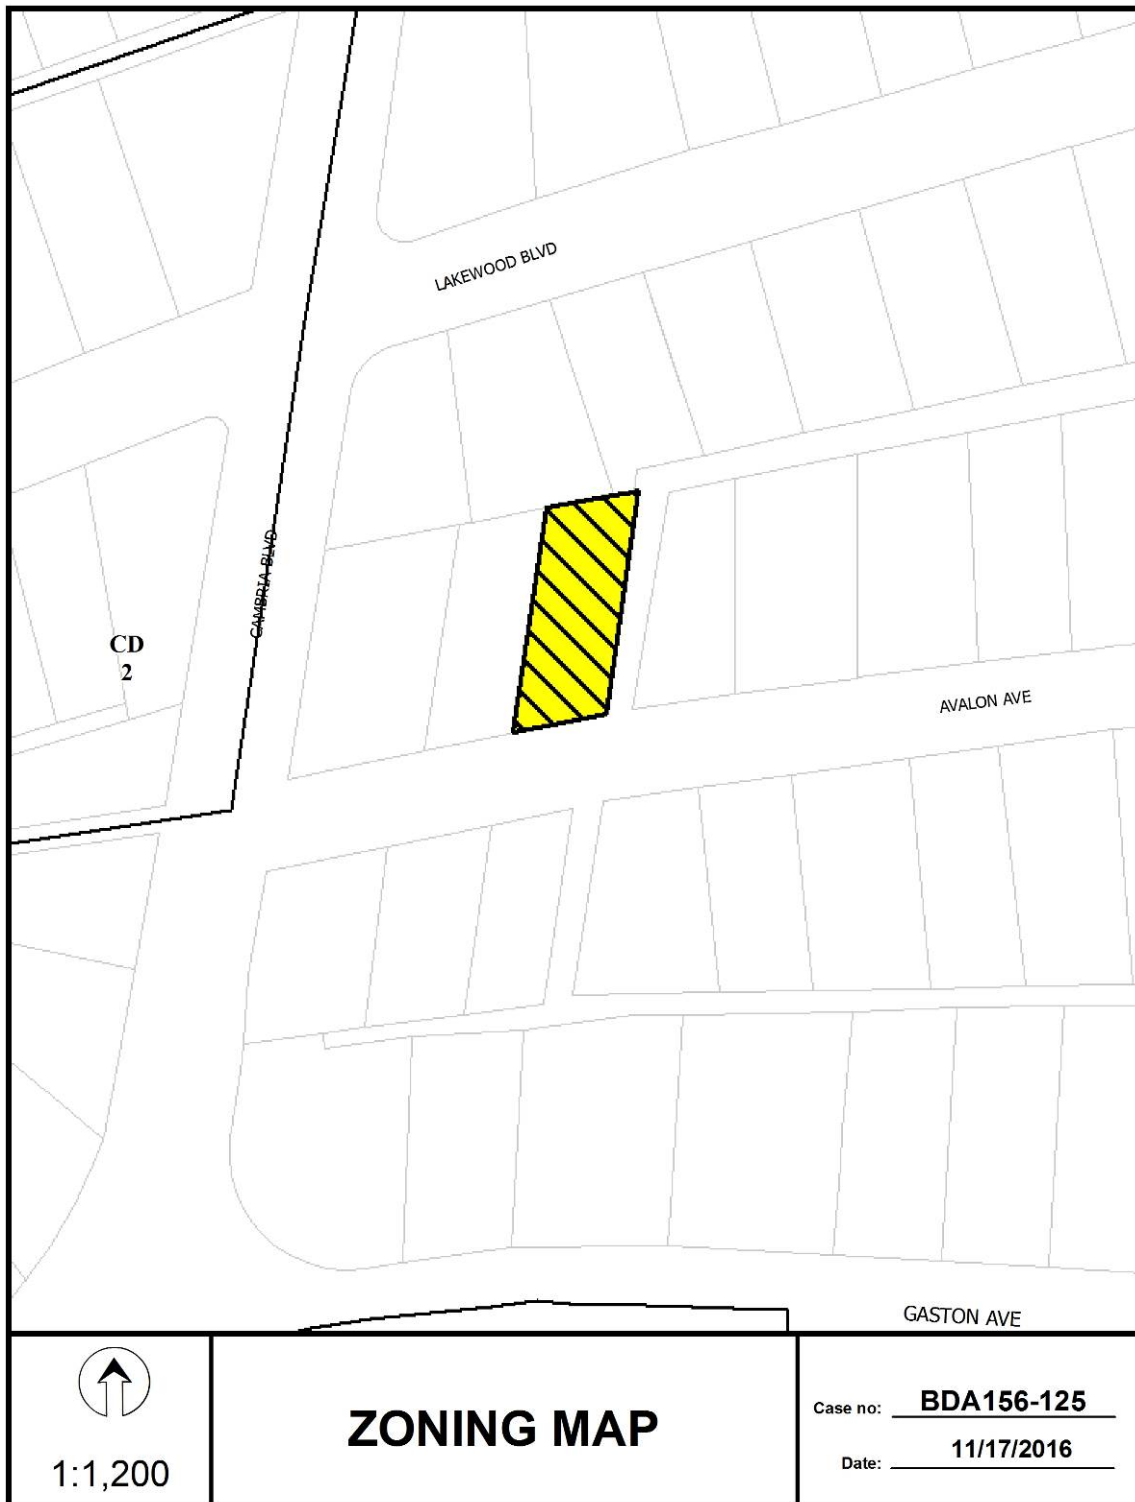 LAKEWOOD BLVD
CAMBRIA BLVD
CD
2
AVALON AVE
GASTON AVE
1:1,200
ZONING MAP
Case no: BDA156-125
Date: 11/17/2016